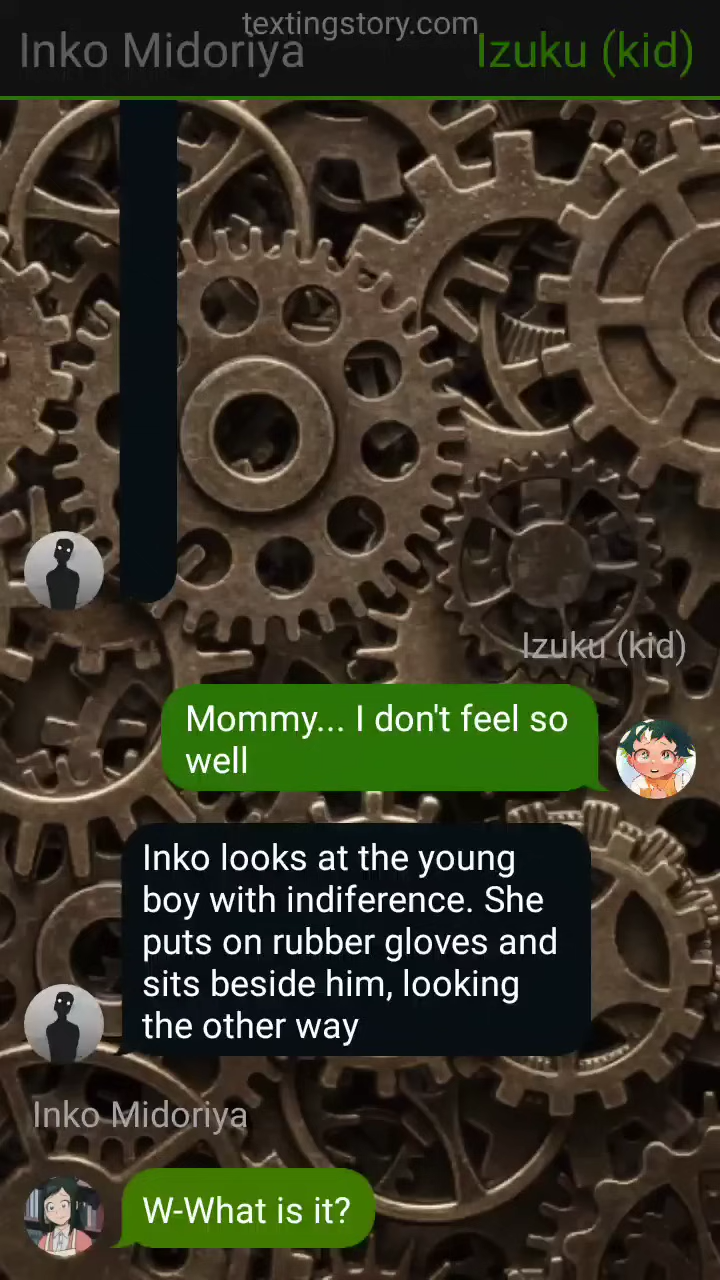 textingstory.com
Inko Midoriya
Izuku (kid)
Izuku (kid)
Mommy... I don't feel so
well
Inko looks at the young
boy with indiference. She
puts on rubber gloves and
sits beside him, looking
the other way
Inko Midoriya
W-What is it?